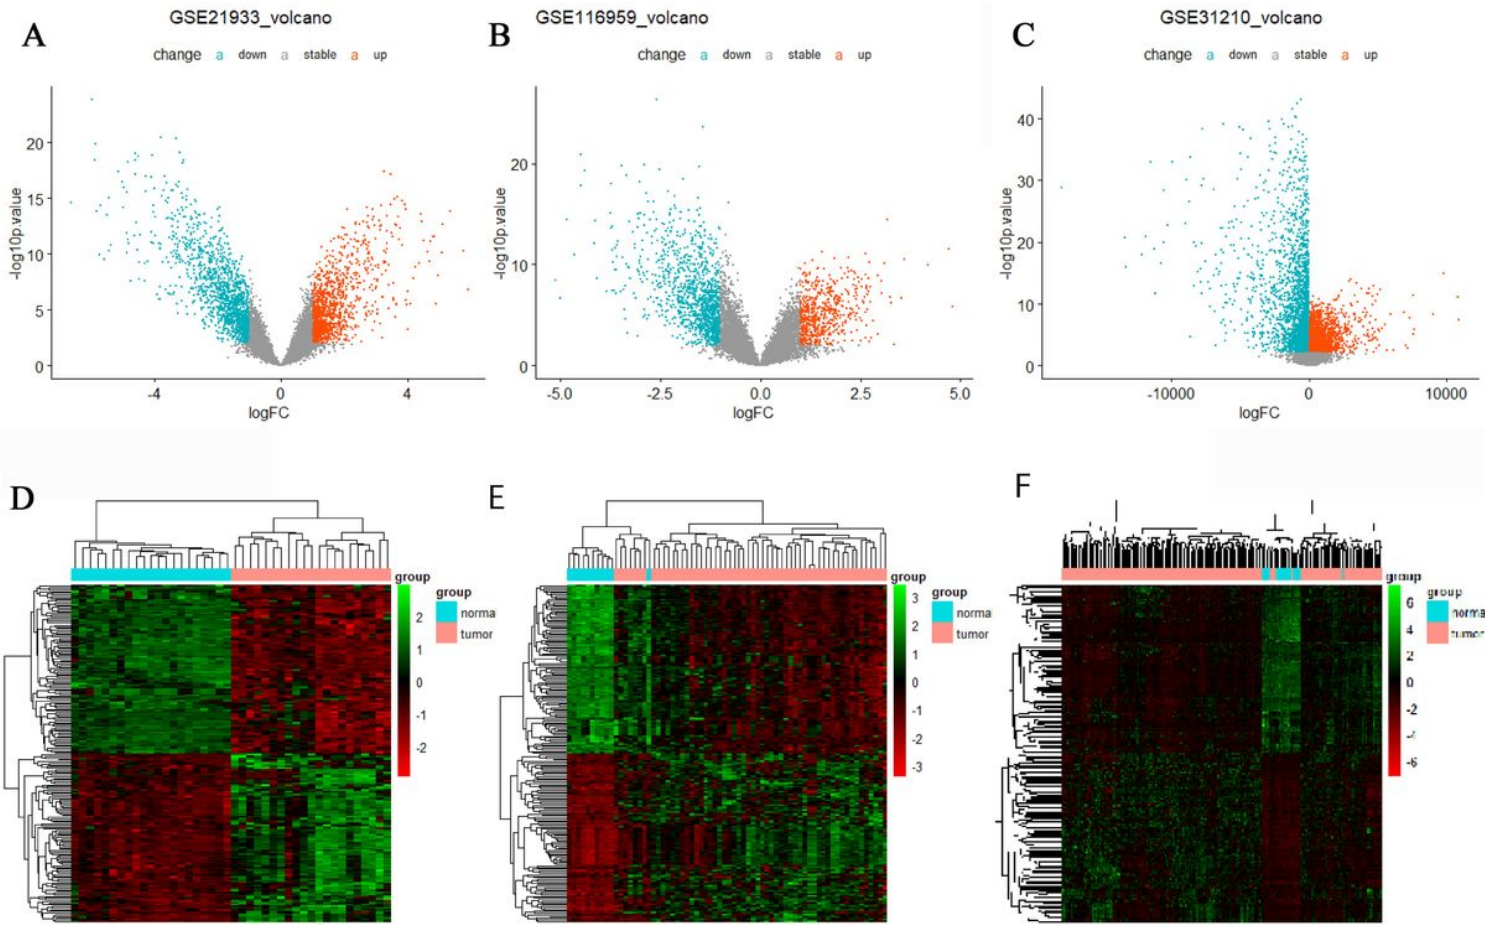 A
GSE21933_volcano
change a down a stable a up
-log10p.value
20
15
10
5
0
-4
0
4
logFC
B
GSE116959_volcano
change a down a stable a up
-log10p.value
20
10
0
-5.0
-2.5
0.0
2.5
5.0
logFC
C
GSE31210_volcano
change a down a stable a up
-log10p.value
40
30
20
10
0
-10000
0
10000
logFC
D
group
2
1
0
-1
-2
group
norma
tumor
E
group
3
2
1
0
-1
-2
-3
group
norma
tumor
F
group
6
4
2
0
-2
-4
-6
group
norma
tumor